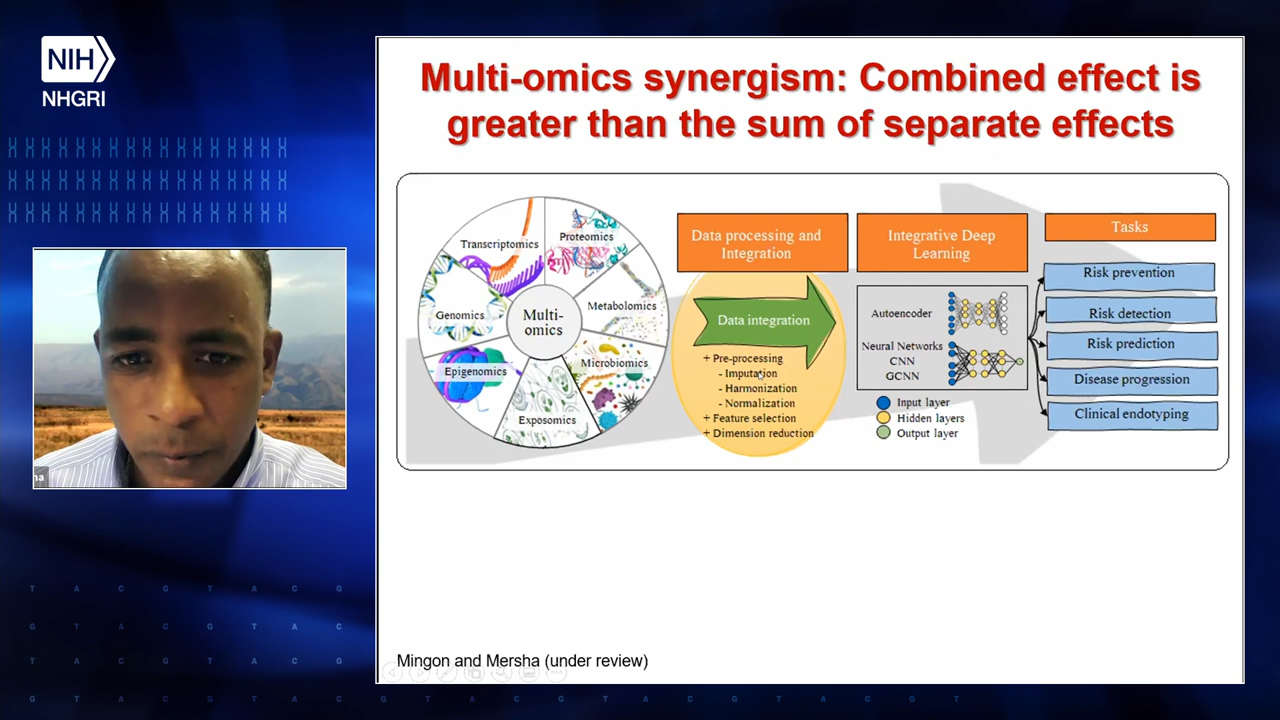 NIH
NHGRI
Multi-omics synergism: Combined effect is
greater than the sum of separate effects
Transcriptomics
Proteomics
Genomics
Multi-
omics
Metabolomics
Epigenomics
Microbiomics
Exposomics
Data processing and
Integration
Data integration
+ Pre-processing
- Imputation
- Harmonization
- Normalization
+ Feature selection
+ Dimension reduction
Integrative Deep
Learning
Autoencoder
Neural Networks
CNN
GCNN
Input layer
Hidden layers
Output layer
Tasks
Risk prevention
Risk detection
Risk prediction
Disease progression
Clinical endotyping
ha
Mingon and Mersha (under review)
T A C G T A C G
G T A C G T A C
T A C G T A C G
G T A C G T A C G T A C G T A C G T A C G T